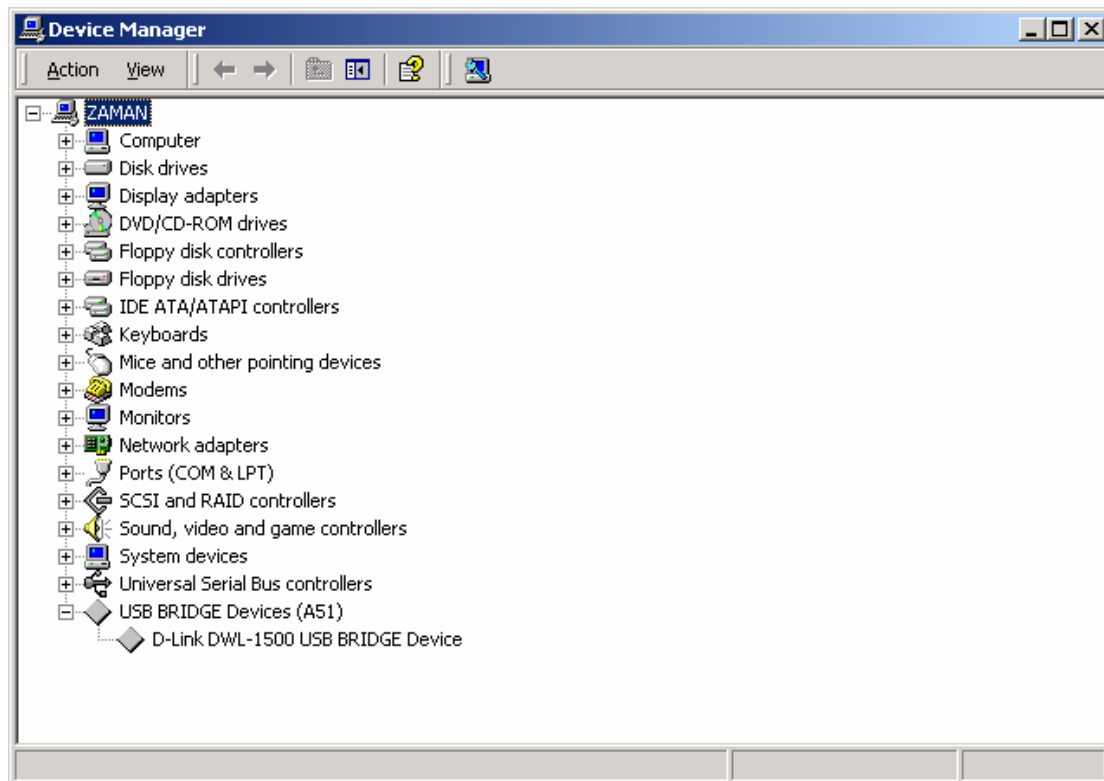 Device Manager
Action View
ZAMAN
Computer
Disk drives
Display adapters
DVD/CD-ROM drives
Floppy disk controllers
Floppy disk drives
IDE ATA/ATAPI controllers
Keyboards
Mice and other pointing devices
Modems
Monitors
Network adapters
Ports (COM & LPT)
SCSI and RAID controllers
Sound, video and game controllers
System devices
Universal Serial Bus controllers
USB BRIDGE Devices (A51)
D-Link DWL-1500 USB BRIDGE Device